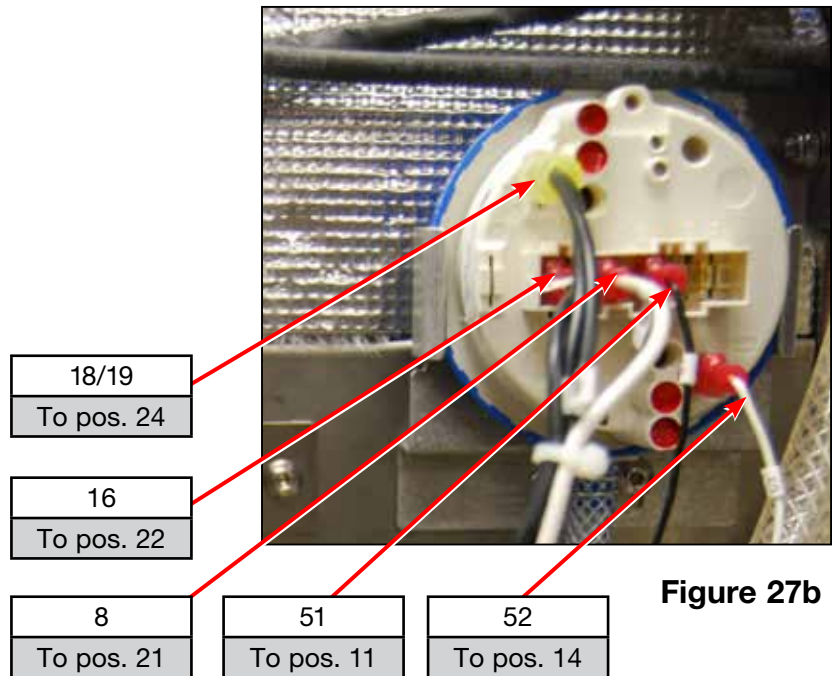 18/19
To pos. 24
16
To pos. 22
8
To pos. 21
51
To pos. 11
52
To pos. 14
Figure 27b